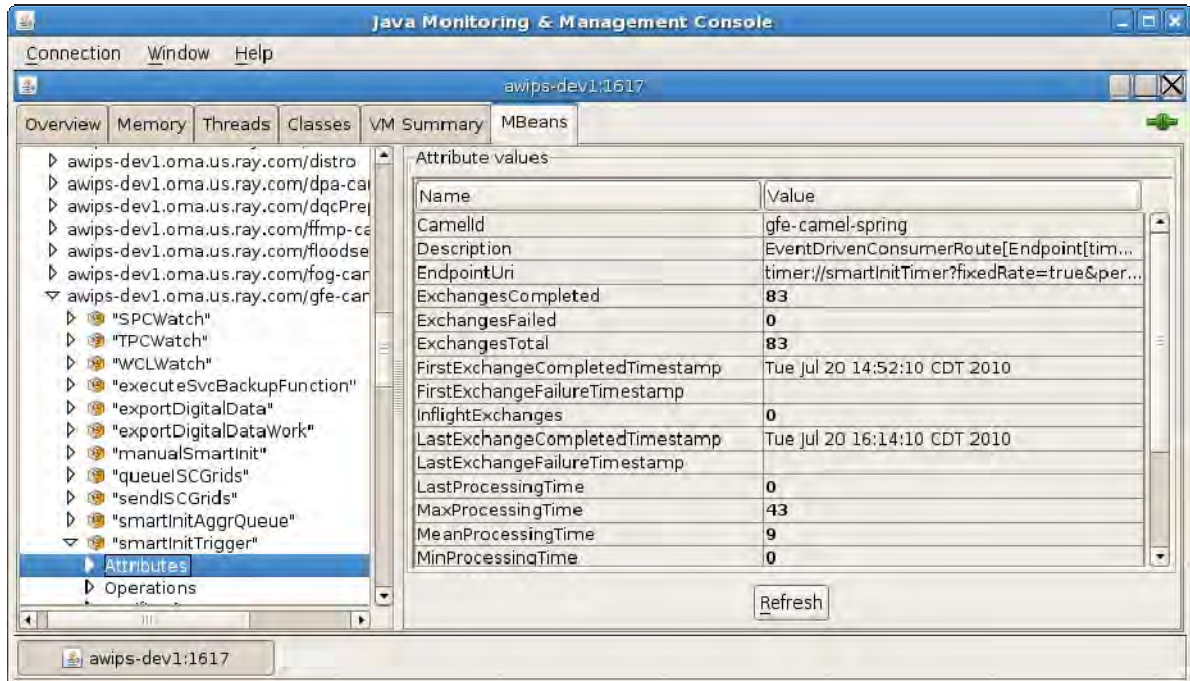 Java Monitoring & Management Console
Connection Window Help
awips-dev1:1617
Overview Memory Threads Classes VM Summary MBeans
awips-dev1.oma.us.ray.com/distro
awips-dev1.oma.us.ray.com/dpa-ca
awips-dev1.oma.us.ray.com/dqcPre
awips-dev1.oma.us.ray.com/ffmp-ca
awips-dev1.oma.us.ray.com/floodse
awips-dev1.oma.us.ray.com/fog-car
awips-dev1.oma.us.ray.com/gfe-car
"SPCWatch"
"TPCWatch"
"WCLWatch"
"executeSvcBackupFunction"
"exportDigitalData"
"exportDigitalDataWork"
"manualSmartInit"
"queueISCGrids"
"sendISCGrids"
"smartInitAggrQueue"
"smartInitTrigger"
Attributes
Operations
Attribute values
Name Value
CamelId gfe-camel-spring
Description EventDrivenConsumerRoute[Endpoint[tim...
EndpointUri timer://smartInitTimer?fixedRate=true&per...
ExchangesCompleted 83
ExchangesFailed 0
ExchangesTotal 83
FirstExchangeCompletedTimestamp Tue Jul 20 14:52:10 CDT 2010
FirstExchangeFailureTimestamp
InflightExchanges 0
LastExchangeCompletedTimestamp Tue Jul 20 16:14:10 CDT 2010
LastExchangeFailureTimestamp
LastProcessingTime 0
MaxProcessingTime 43
MeanProcessingTime 9
MinProcessingTime 0
Refresh
awips-dev1:1617